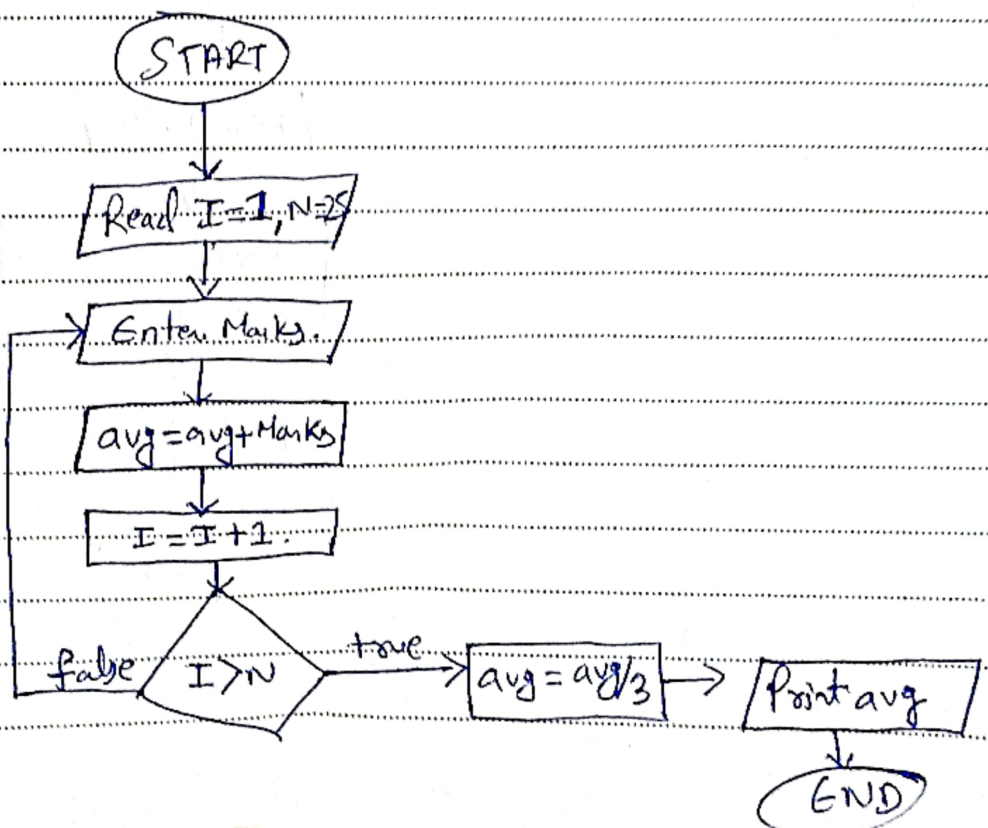 START
Read I=1, N=25
Enter Marks.
avg=avg+Marks
I=I+1.
I>N
false
true
avg=avg/3
Print avg
END